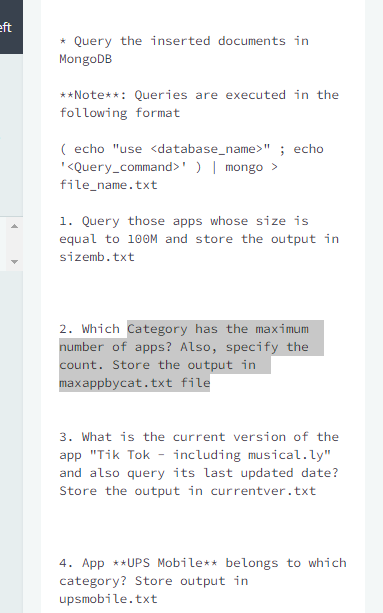 eft
* Query the inserted documents in
MongoDB
**Note**: Queries are executed in the
following format
( echo "use <database_name>" ; echo
'<Query_command>' ) | mongo >
file_name.txt
1. Query those apps whose size is
equal to 100M and store the output in
sizemb.txt
2. Which Category has the maximum
number of apps? Also, specify the
count. Store the output in
maxappbycat.txt file
3. What is the current version of the
app "Tik Tok - including musical.ly"
and also query its last updated date?
Store the output in currentver.txt
4. App **UPS Mobile** belongs to which
category? Store output in
upsmobile.txt